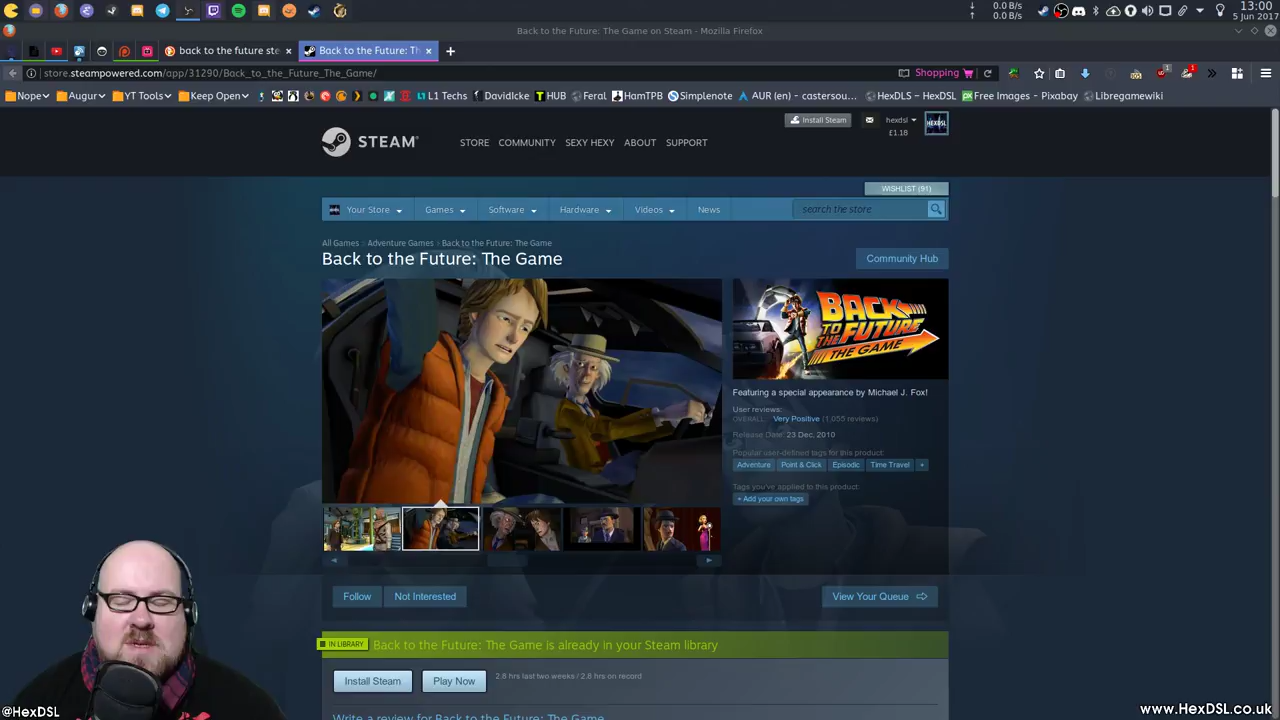 0.0 B/s
0.0 B/s
13:00
5 Jun 2017
Back to the Future: The Game on Steam - Mozilla Firefox
back to the future ste
Back to the Future: Th
store.steampowered.com/app/31290/Back_to_the_Future_The_Game/
Shopping
Nope
Augur
YT Tools
Keep Open
L1 Techs
DavidIcke
HUB
Feral
HamTPB
Simplenote
AUR (en) - castersou...
HexDLS – HexDSL
Free Images - Pixabay
Libregamewiki
STEAM
STORE
COMMUNITY
SEXY HEXY
ABOUT
SUPPORT
Install Steam
hexdsl
£1.18
HEXDSL
WISHLIST (91)
Your Store
Games
Software
Hardware
Videos
News
search the store
All Games > Adventure Games > Back to the Future: The Game
Back to the Future: The Game
Community Hub
BACK TO THE FUTURE THE GAME
Featuring a special appearance by Michael J. Fox!
User reviews:
OVERALL: Very Positive (1,055 reviews)
Release Date: 23 Dec, 2010
Popular user-defined tags for this product:
Adventure
Point & Click
Episodic
Time Travel
+
Tags you've applied to this product:
+ Add your own tags
Follow
Not Interested
View Your Queue
IN LIBRARY
Back to the Future: The Game is already in your Steam library
Install Steam
Play Now
2.8 hrs last two weeks / 2.8 hrs on record
Write a review for Back to the Future: The Game
@HexDSL
www.HexDSL.co.uk